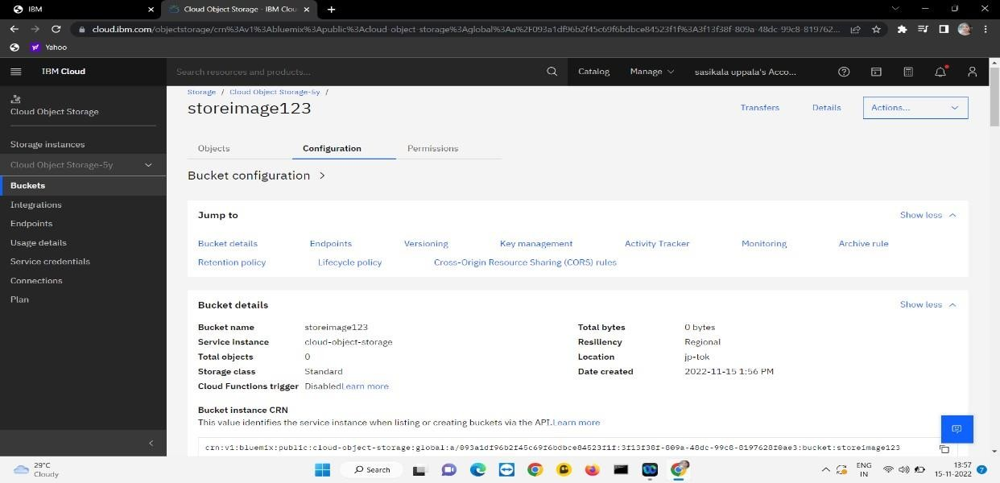 IBM
Cloud Object Storage - IBM Clou
cloud.ibm.com/objectstorage/crn%3Av1%3Abluemix%3Apublic%3Acloud-object-storage%3Aglobal%3Aa%2F093a1df96b2f45c69f6bdbce84523f1f%3A3f13f38f-809a-48dc-99c8-819762...
Yahoo
IBM Cloud
Search resources and products...
Catalog
Manage
sasikala uppala's Acco...
Cloud Object Storage
Storage instances
Cloud Object Storage-5y
Buckets
Integrations
Endpoints
Usage details
Service credentials
Connections
Plan
Storage / Cloud Object Storage-5y /
storeimage123
Transfers
Details
Actions...
Objects
Configuration
Permissions
Bucket configuration
Jump to
Show less
Bucket details
Endpoints
Versioning
Key management
Activity Tracker
Monitoring
Archive rule
Retention policy
Lifecycle policy
Cross-Origin Resource Sharing (CORS) rules
Bucket details
Show less
Bucket name storeimage123
Service instance cloud-object-storage
Total objects 0
Storage class Standard
Cloud Functions trigger DisabledLearn more
Total bytes 0 bytes
Resiliency Regional
Location jp-tok
Date created 2022-11-15 1:56 PM
Bucket instance CRN
This value identifies the service instance when listing or creating buckets via the API.Learn more
crn:v1:bluemix:public:cloud-object-storage:global:a/093a1df96b2f45c69f6bdbce84523f1f:3f13f38f-809a-48dc-99c8-8197628f0ae3:bucket:storeimage123
29°C
Cloudy
Search
ENG
IN
13:57
15-11-2022
7